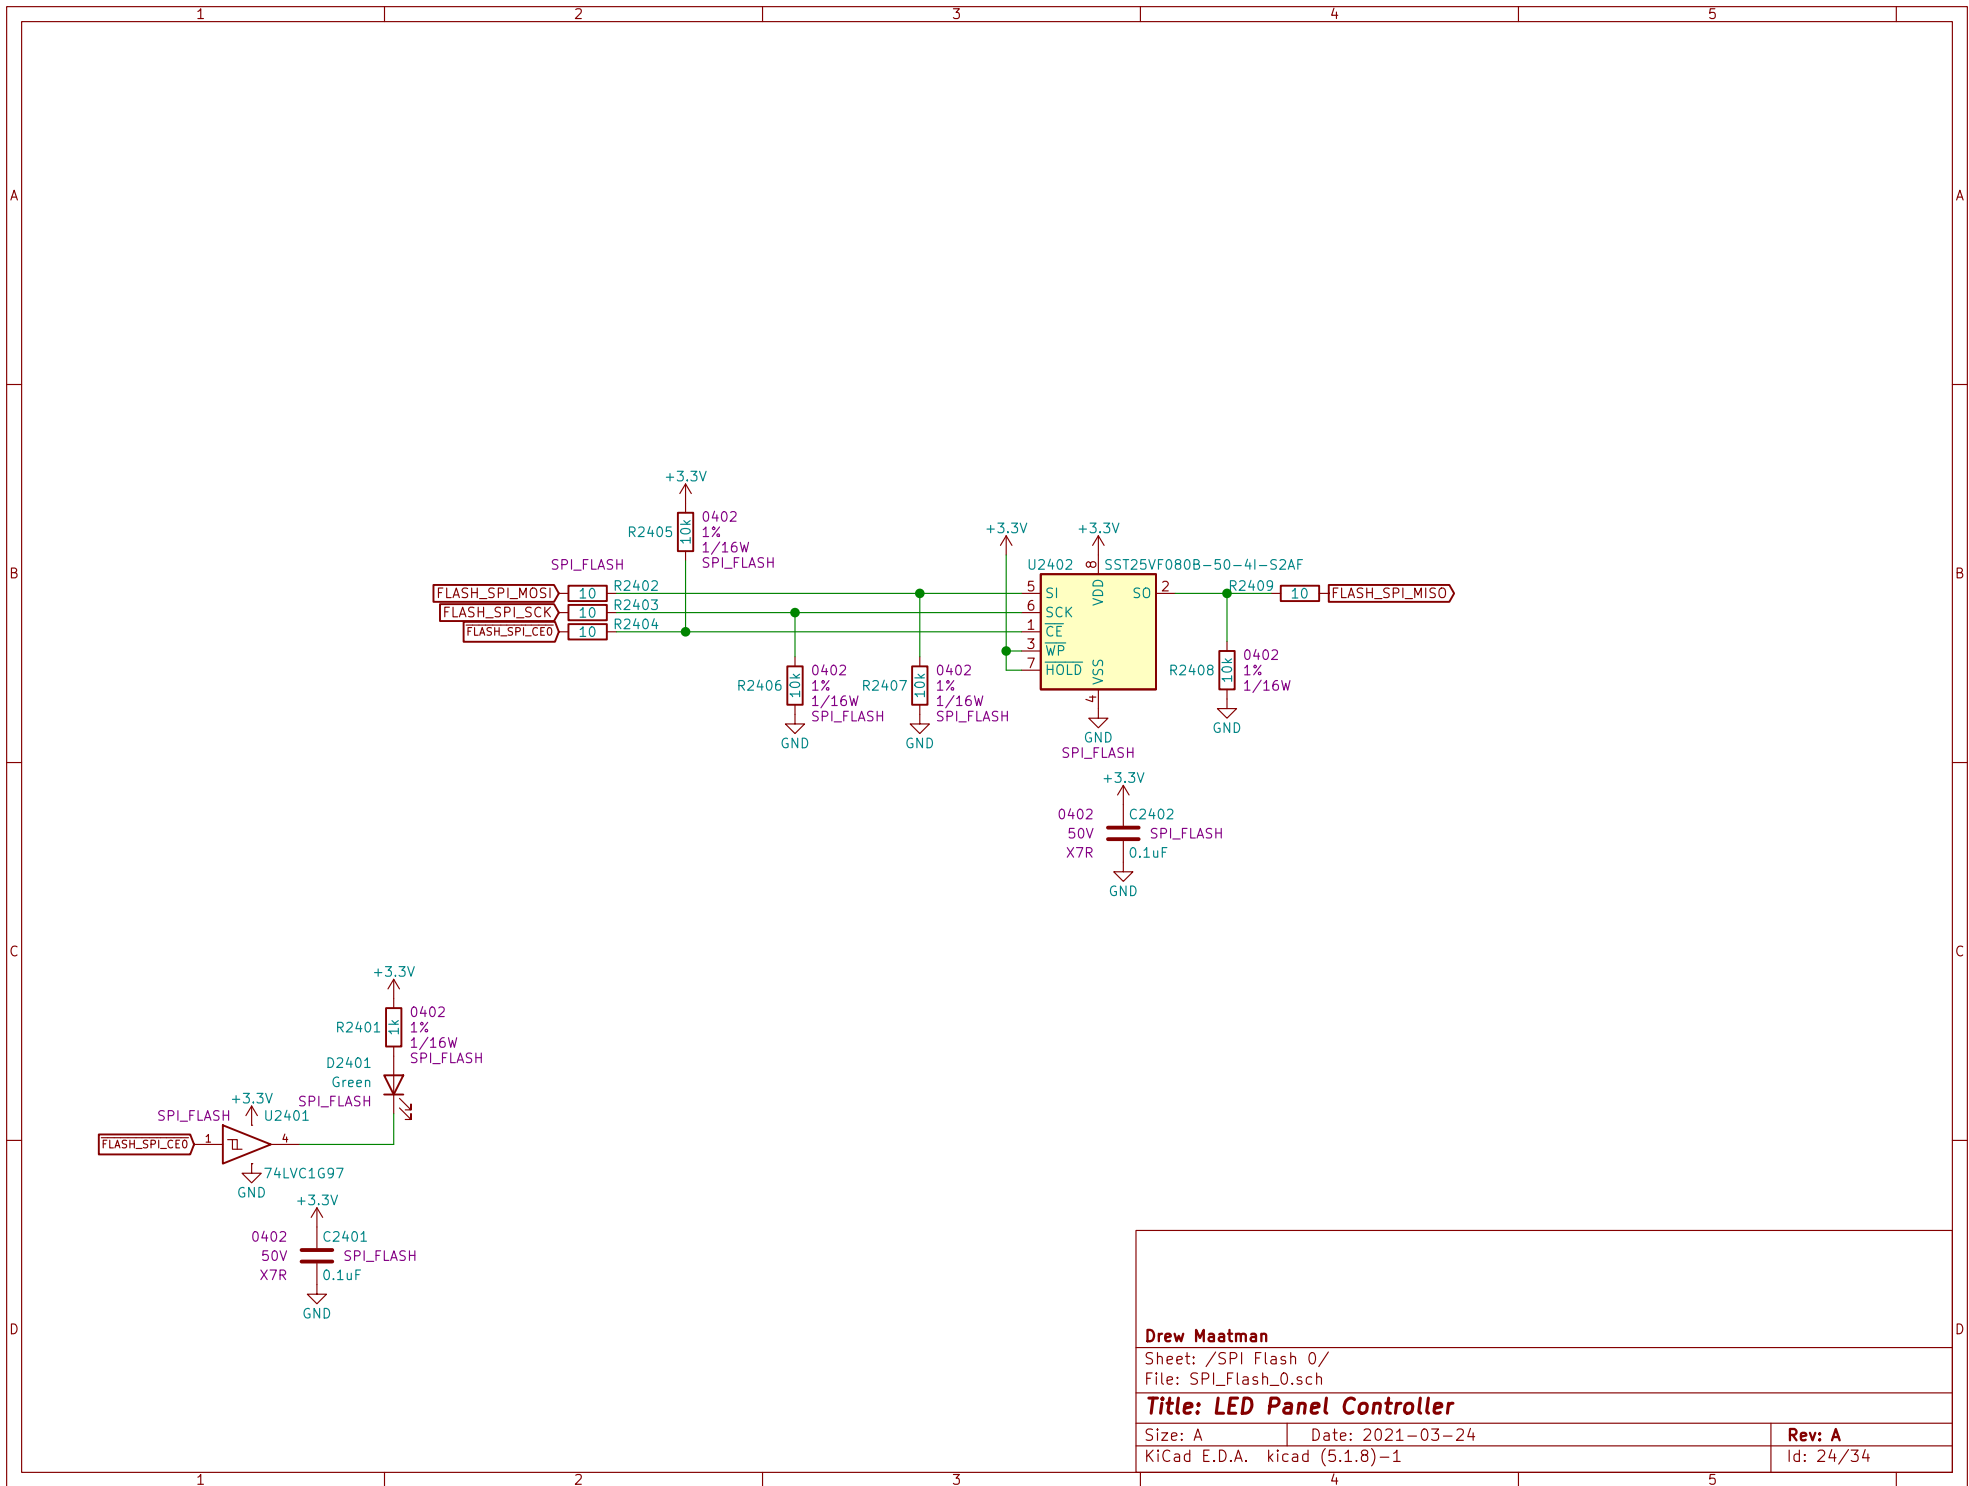 1 2 3 4 5
A A
B B
C C
D D
+3.3V
R2405 10k
0402
1%
1/16W
SPI_FLASH
SPI_FLASH
FLASH_SPI_MOSI 10 R2402
FLASH_SPI_SCK 10 R2403
FLASH_SPI_CE0 10 R2404
R2406 10k
0402
1%
1/16W
SPI_FLASH
GND
R2407 10k
0402
1%
1/16W
SPI_FLASH
GND
+3.3V +3.3V
U2402 8 SST25VF080B-50-4I-S2AF
5 SI VDD SO 2
6 SCK
1 CE
3 WP
7 HOLD VSS
4
GND
SPI_FLASH
R2409 10 FLASH_SPI_MISO
R2408 10k
0402
1%
1/16W
GND
+3.3V
0402 C2402
50V SPI_FLASH
X7R 0.1uF
GND
+3.3V
R2401 1k
0402
1%
1/16W
SPI_FLASH
D2401
Green
SPI_FLASH
+3.3V
SPI_FLASH U2401
FLASH_SPI_CE0 1 4
74LVC1G97
GND
+3.3V
0402 C2401
50V SPI_FLASH
X7R 0.1uF
GND
Drew Maatman
Sheet: /SPI Flash 0/
File: SPI_Flash_0.sch
Title: LED Panel Controller
Size: A Date: 2021-03-24 Rev: A
KiCad E.D.A. kicad (5.1.8)-1 Id: 24/34
1 2 3 4 5